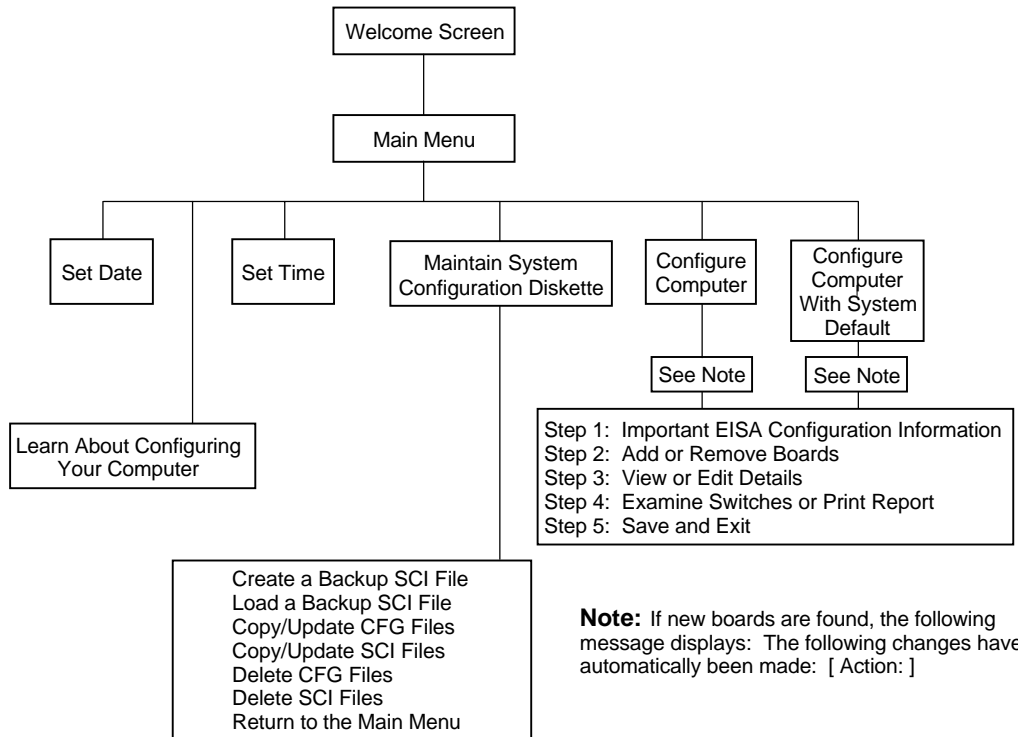 Welcome Screen
Main Menu
Set Date
Set Time
Maintain System
Configuration Diskette
Configure
Computer
Configure
Computer
With System
Default
See Note
See Note
Learn About Configuring
Your Computer
Step 1: Important EISA Configuration Information
Step 2: Add or Remove Boards
Step 3: View or Edit Details
Step 4: Examine Switches or Print Report
Step 5: Save and Exit
Create a Backup SCI File
Load a Backup SCI File
Copy/Update CFG Files
Copy/Update SCI Files
Delete CFG Files
Delete SCI Files
Return to the Main Menu
Note: If new boards are found, the following
message displays: The following changes have
automatically been made: [ Action: ]